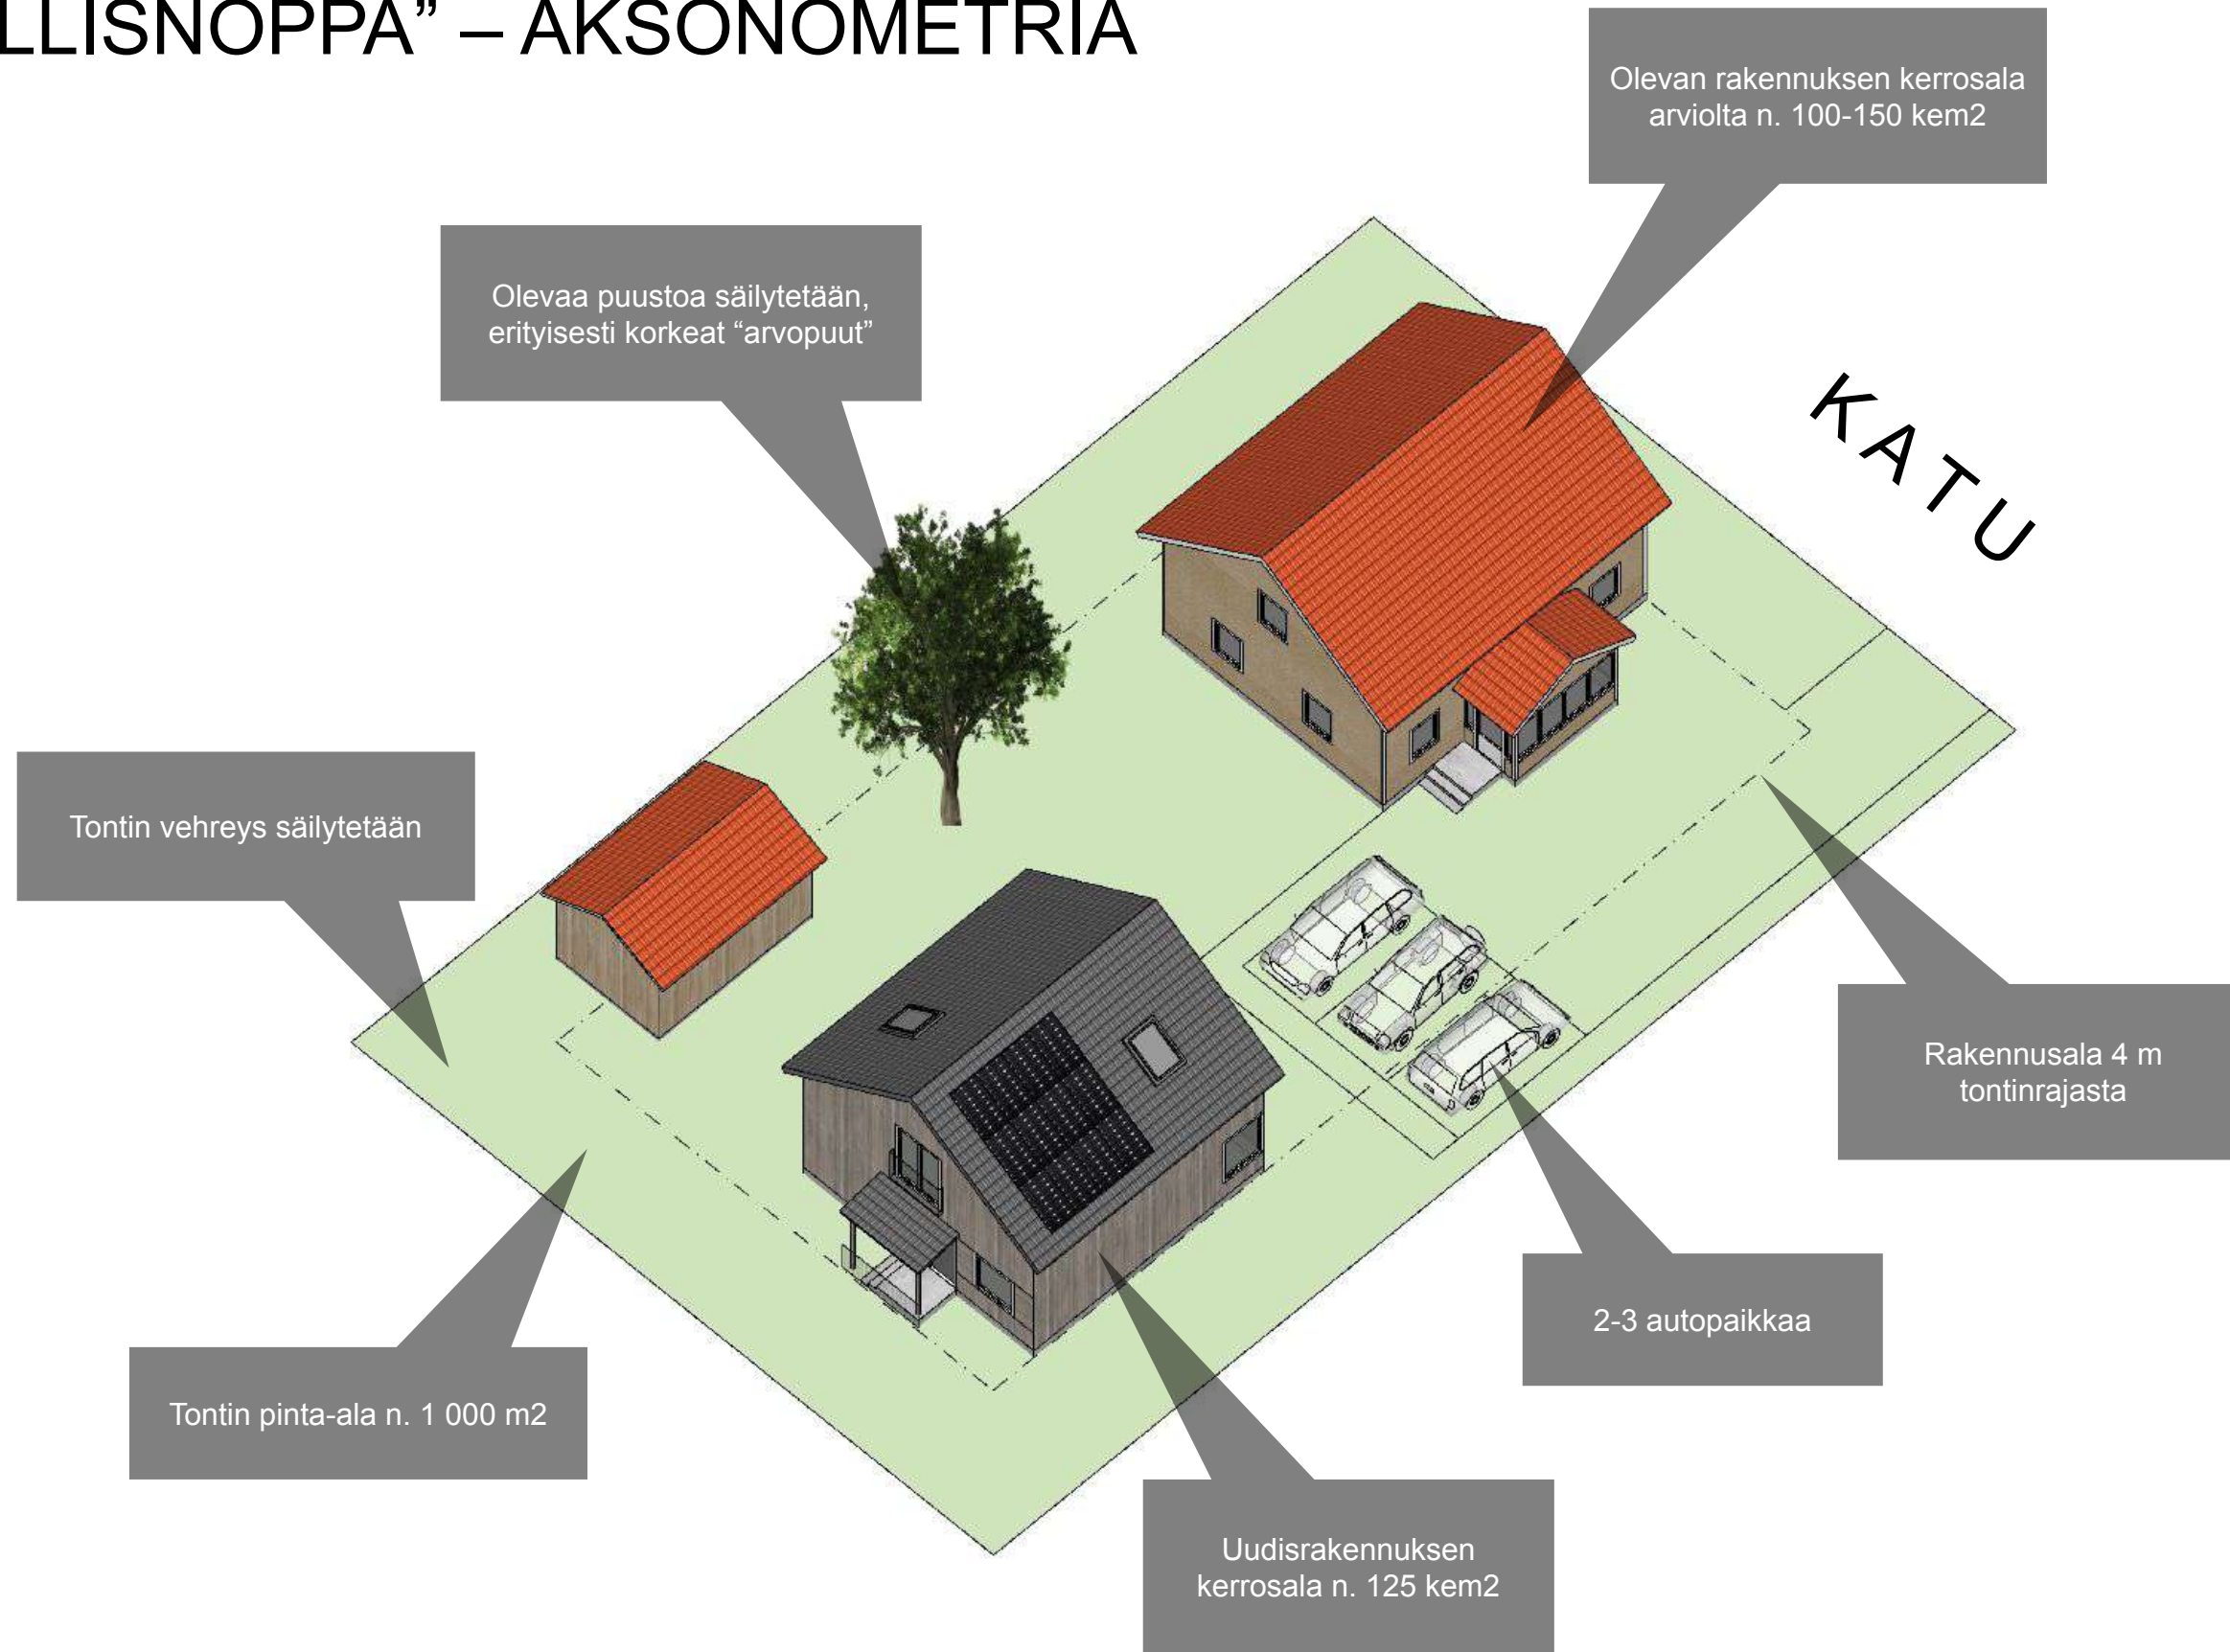 LLISNOPPA” – AKSONOMETRIA
Olevan rakennuksen kerrosala
arviolta n. 100-150 kem2
Olevaa puustoa säilytetään,
erityisesti korkeat “arvopuut”
KATU
Tontin vehreys säilytetään
Rakennusala 4 m
tontinrajasta
2-3 autopaikkaa
Tontin pinta-ala n. 1 000 m2
Uudisrakennuksen
kerrosala n. 125 kem2